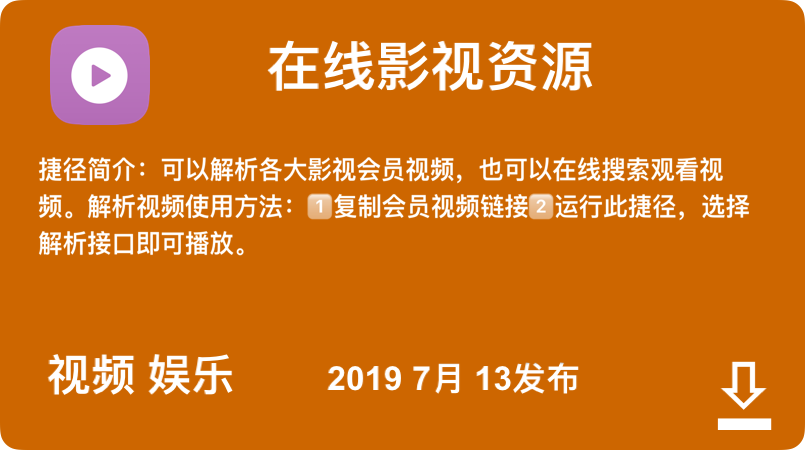 在线影视资源
捷径简介：可以解析各大影视会员视频，也可以在线搜索观看视
频。解析视频使用方法：1️⃣复制会员视频链接2️⃣运行此捷径，选择
解析接口即可播放。
视频 娱乐
2019 7月 13发布